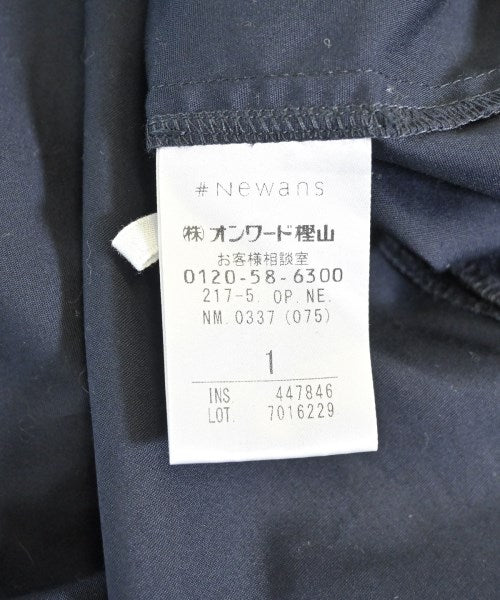 #Newans
㈱オンワード樫山
お客様相談室
0120-58-6300
217-5. OP. NE.
NM. 0337 (075)
1
INS. 447846
LOT. 7016229